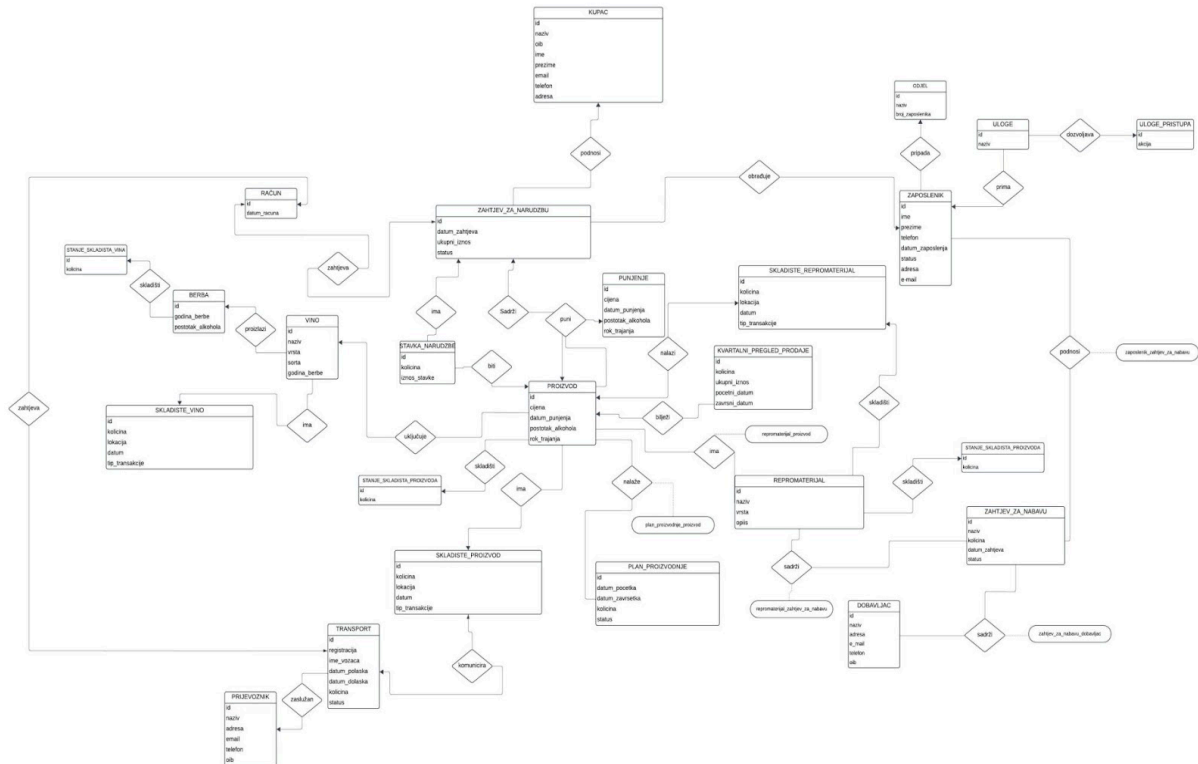 KUPAC
id
naziv
oib
ime
prezime
email
telefon
adresa
ODJEL
id
naziv
broj_zaposlenika
ULOGE
id
naziv
dozvoljava
ULOGE_PRISTUPA
id
akcija
podnosi
pripada
obrađuje
prima
RAČUN
id
datum_racuna
ZAHTJEV_ZA_NARUDZBU
id
datum_zahtjeva
ukupni_iznos
status
ZAPOSLENIK
id
ime
prezime
telefon
datum_zaposlenja
status
adresa
e-mail
STANJE_SKLADISTA_VINA
id
kolicina
skladišti
zahtjeva
BERBA
id
godina_berbe
postotak_alkohola
proizlazi
VINO
id
naziv
vrsta
sorta
godina_berbe
ima
Sadrži
puni
PUNJENJE
id
cijena
datum_punjenja
postotak_alkohola
rok_trajanja
SKLADISTE_REPROMATERIJAL
id
kolicina
lokacija
datum
tip_transakcije
STAVKA_NARUDZBE
id
kolicina
iznos_stavke
biti
nalazi
KVARTALNI_PREGLED_PRODAJE
id
kolicina
ukupni_iznos
pocetni_datum
zavrsni_datum
podnosi
zaposlenik_zahtjev_za_nabavu
PROIZVOD
id
cijena
datum_punjenja
postotak_alkohola
rok_trajanja
bilježi
skladišti
zahtjeva
SKLADISTE_VINO
id
kolicina
lokacija
datum
tip_transakcije
ima
uključuje
repromaterijal_proizvod
ima
STANJE_SKLADISTA_PROIZVODA
id
kolicina
skladišti
STANJE_SKLADISTA_PROIZVODA
id
kolicina
ima
nalaže
REPROMATERIJAL
id
naziv
vrsta
opis
skladišti
plan_proizvodnje_proizvod
ZAHTJEV_ZA_NABAVU
id
naziv
kolicina
datum_zahtjeva
status
SKLADISTE_PROIZVOD
id
kolicina
lokacija
datum
tip_transakcije
PLAN_PROIZVODNJE
id
datum_pocetka
datum_zavrsetka
kolicina
status
sadrži
repromaterijal_zahtjev_za_nabavu
DOBAVLJAC
id
naziv
adresa
e_mail
telefon
oib
sadrži
zahtjev_za_nabavu_dobavljac
TRANSPORT
id
registracija
ime_vozaca
datum_polaska
datum_dolaska
kolicina
status
komunicira
zaslužan
PRIJEVOZNIK
id
naziv
adresa
email
telefon
oib